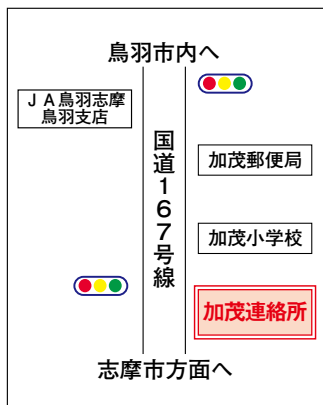 鳥羽市内へ
ＪＡ鳥羽志摩
鳥羽支店
国道１６７号線
加茂郵便局
加茂小学校
加茂連絡所
志摩市方面へ